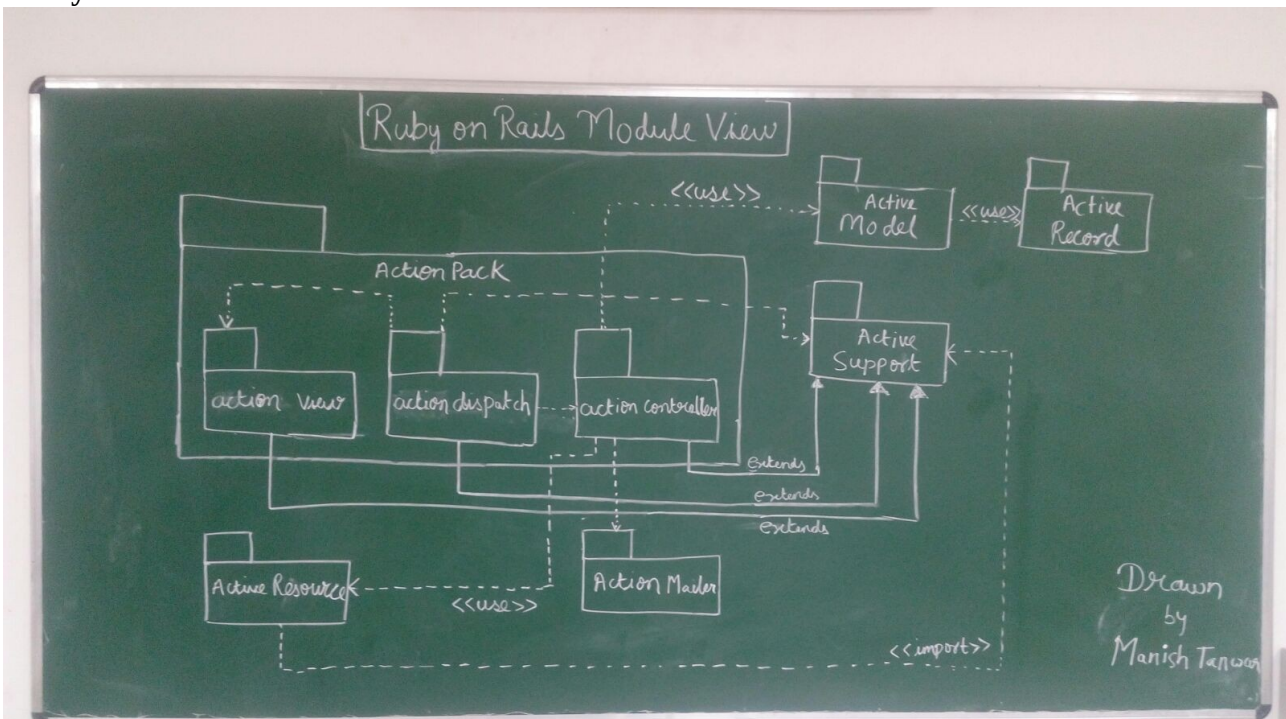 Ruby on Rails Module View
<<use>>
Active
Model
<<use>>
Active
Record
Action Pack
Active
Support
action view
action dispatch
action controller
extends
extends
extends
Active Resource
Action Mailer
<<use>>
<<import>>
Drawn
by
Manish Tanwar